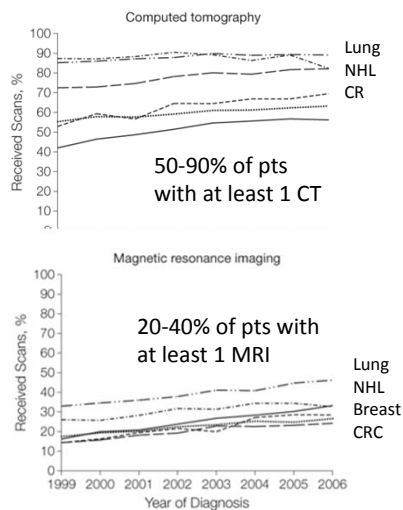 Computed tomography
Received Scans, %
100
90
80
70
60
50
40
30
20
10
Lung
NHL
CR
50-90% of pts
with at least 1 CT
Magnetic resonance imaging
Received Scans, %
100
90
80
70
60
50
40
30
20
10
0
20-40% of pts with
at least 1 MRI
Lung
NHL
Breast
CRC
1999 2000 2001 2002 2003 2004 2005 2006
Year of Diagnosis